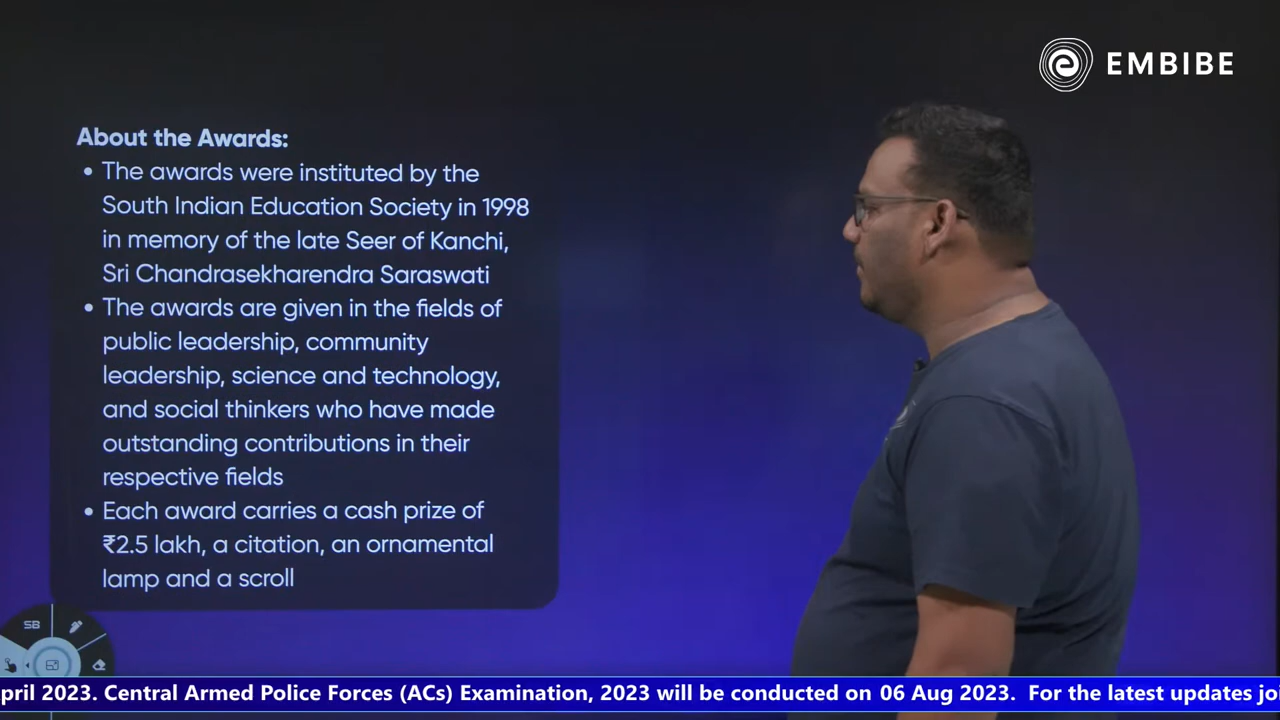 EMBIBE
About the Awards:
• The awards were instituted by the
South Indian Education Society in 1998
in memory of the late Seer of Kanchi,
Sri Chandrasekharendra Saraswati
• The awards are given in the fields of
public leadership, community
leadership, science and technology,
and social thinkers who have made
outstanding contributions in their
respective fields
• Each award carries a cash prize of
₹2.5 lakh, a citation, an ornamental
lamp and a scroll
SB
pril 2023. Central Armed Police Forces (ACs) Examination, 2023 will be conducted on 06 Aug 2023. For the latest updates joi